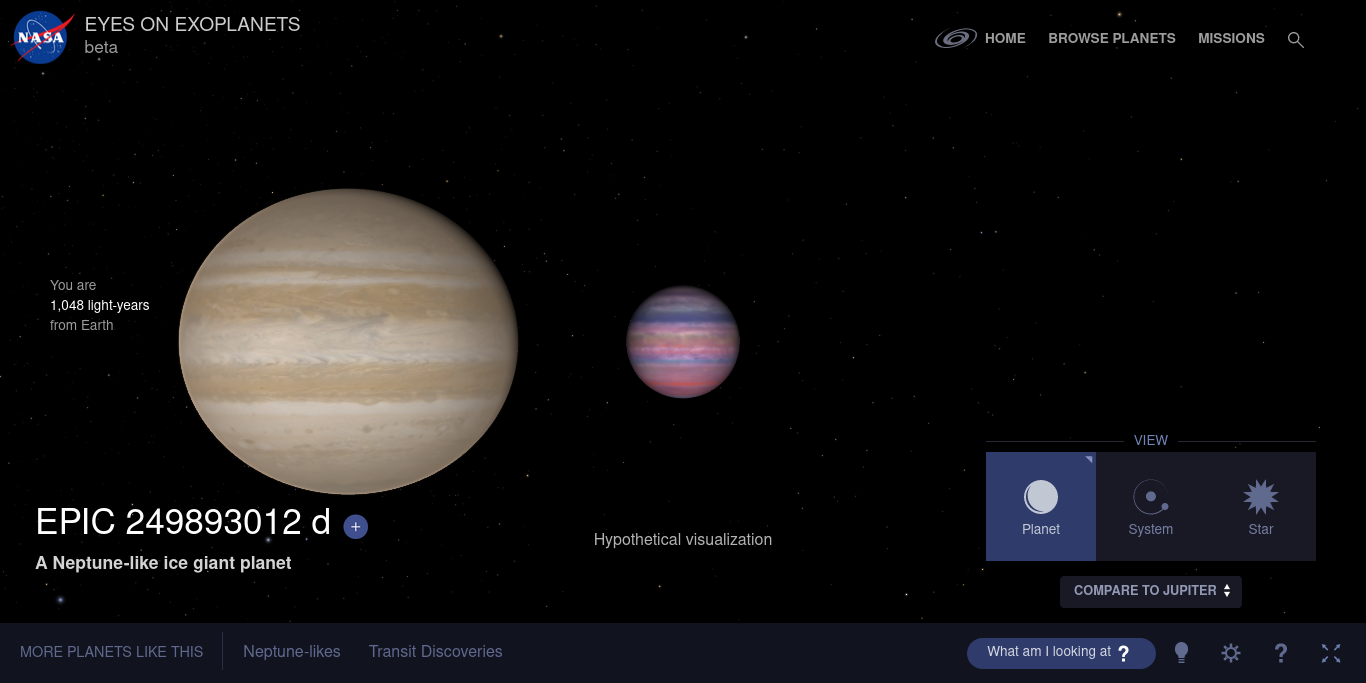 NASA
EYES ON EXOPLANETS
beta
HOME
BROWSE PLANETS
MISSIONS
You are
1,048 light-years
from Earth
EPIC 249893012 d
+
A Neptune-like ice giant planet
Hypothetical visualization
VIEW
Planet
System
Star
COMPARE TO JUPITER
MORE PLANETS LIKE THIS
Neptune-likes
Transit Discoveries
What am I looking at ?
?